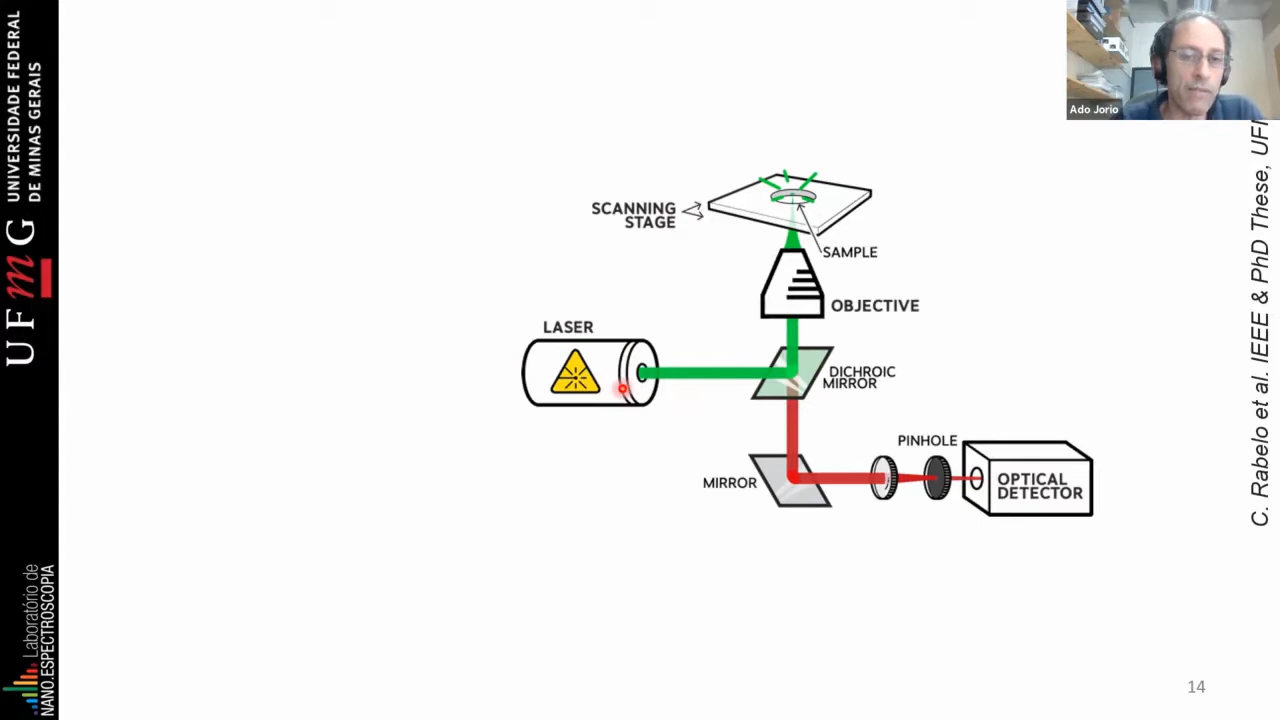 UNIVERSIDADE FEDERAL
DE MINAS GERAIS
UFmG
Laboratório de
NANO.ESPECTROSCOPIA
SCANNING
STAGE
SAMPLE
OBJECTIVE
LASER
DICHROIC
MIRROR
MIRROR
PINHOLE
OPTICAL
DETECTOR
Ado Jorio
C. Rabelo et al. IEEE & PhD These, UFM
14